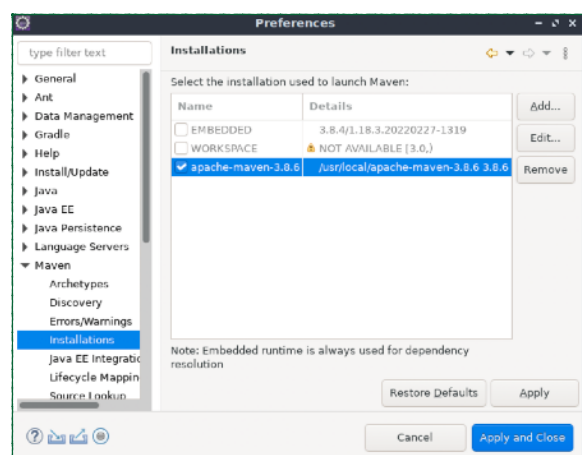 Preferences
type filter text
Installations
General
Ant
Data Management
Gradle
Help
Install/Update
Java
Java EE
Java Persistence
Language Servers
Maven
Archetypes
Discovery
Errors/Warnings
Installations
Java EE Integratio
Lifecycle Mappin
Source Lookup
Select the installation used to launch Maven:
Name Details
EMBEDDED 3.8.4/1.18.3.20220227-1319
WORKSPACE NOT AVAILABLE [3.0,)
apache-maven-3.8.6 /usr/local/apache-maven-3.8.6 3.8.6
Add...
Edit...
Remove
Note: Embedded runtime is always used for dependency
resolution
Restore Defaults Apply
Cancel Apply and Close